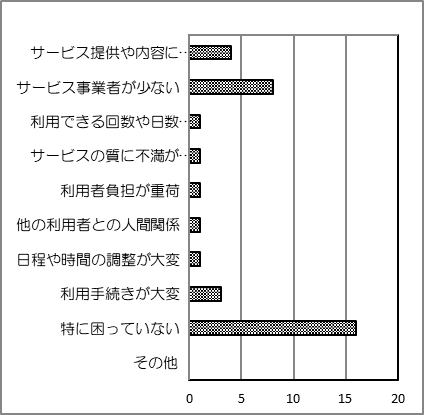 サービス提供や内容に…
サービス事業者が少ない
利用できる回数や日数…
サービスの質に不満が…
利用者負担が重荷
他の利用者との人間関係
日程や時間の調整が大変
利用手続きが大変
特に困っていない
その他
0 5 10 15 20